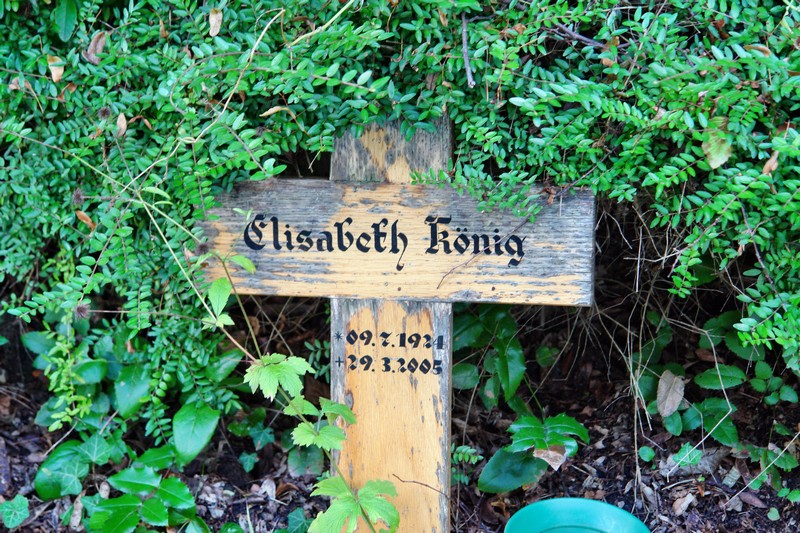 Elisabeth König
* 09.7.1924
+ 29.3.2005